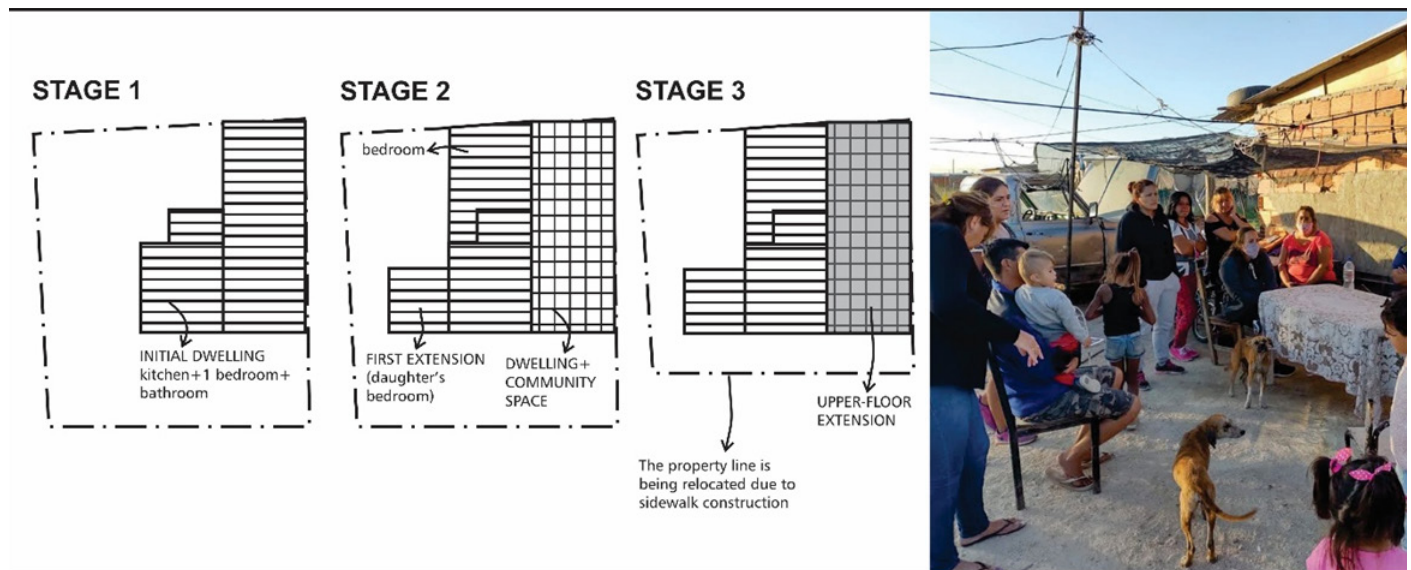 STAGE 1
INITIAL DWELLING
kitchen+1 bedroom+
bathroom
STAGE 2
bedroom
FIRST EXTENSION
(daughter's
bedroom)
DWELLING+
COMMUNITY
SPACE
STAGE 3
UPPER-FLOOR
EXTENSION
The property line is
being relocated due to
sidewalk construction